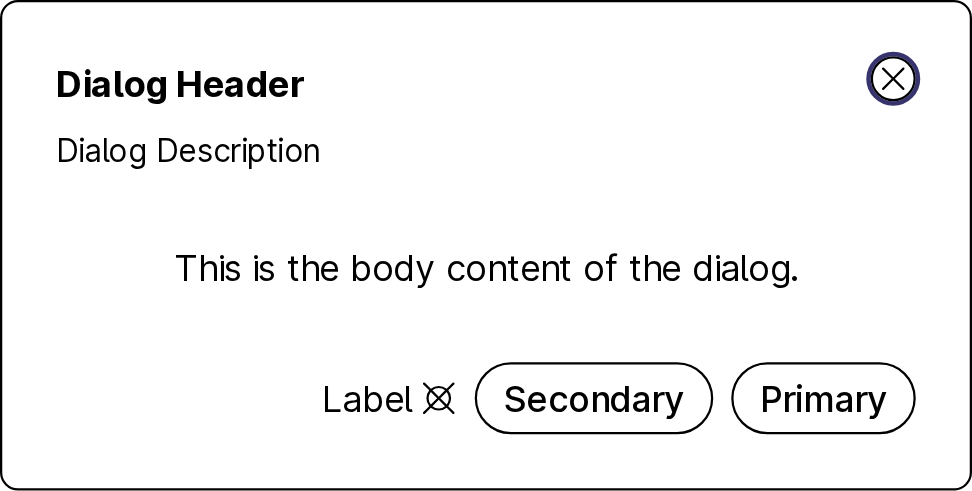 Dialog Header
Dialog Description
This is the body content of the dialog.
Label Secondary Primary